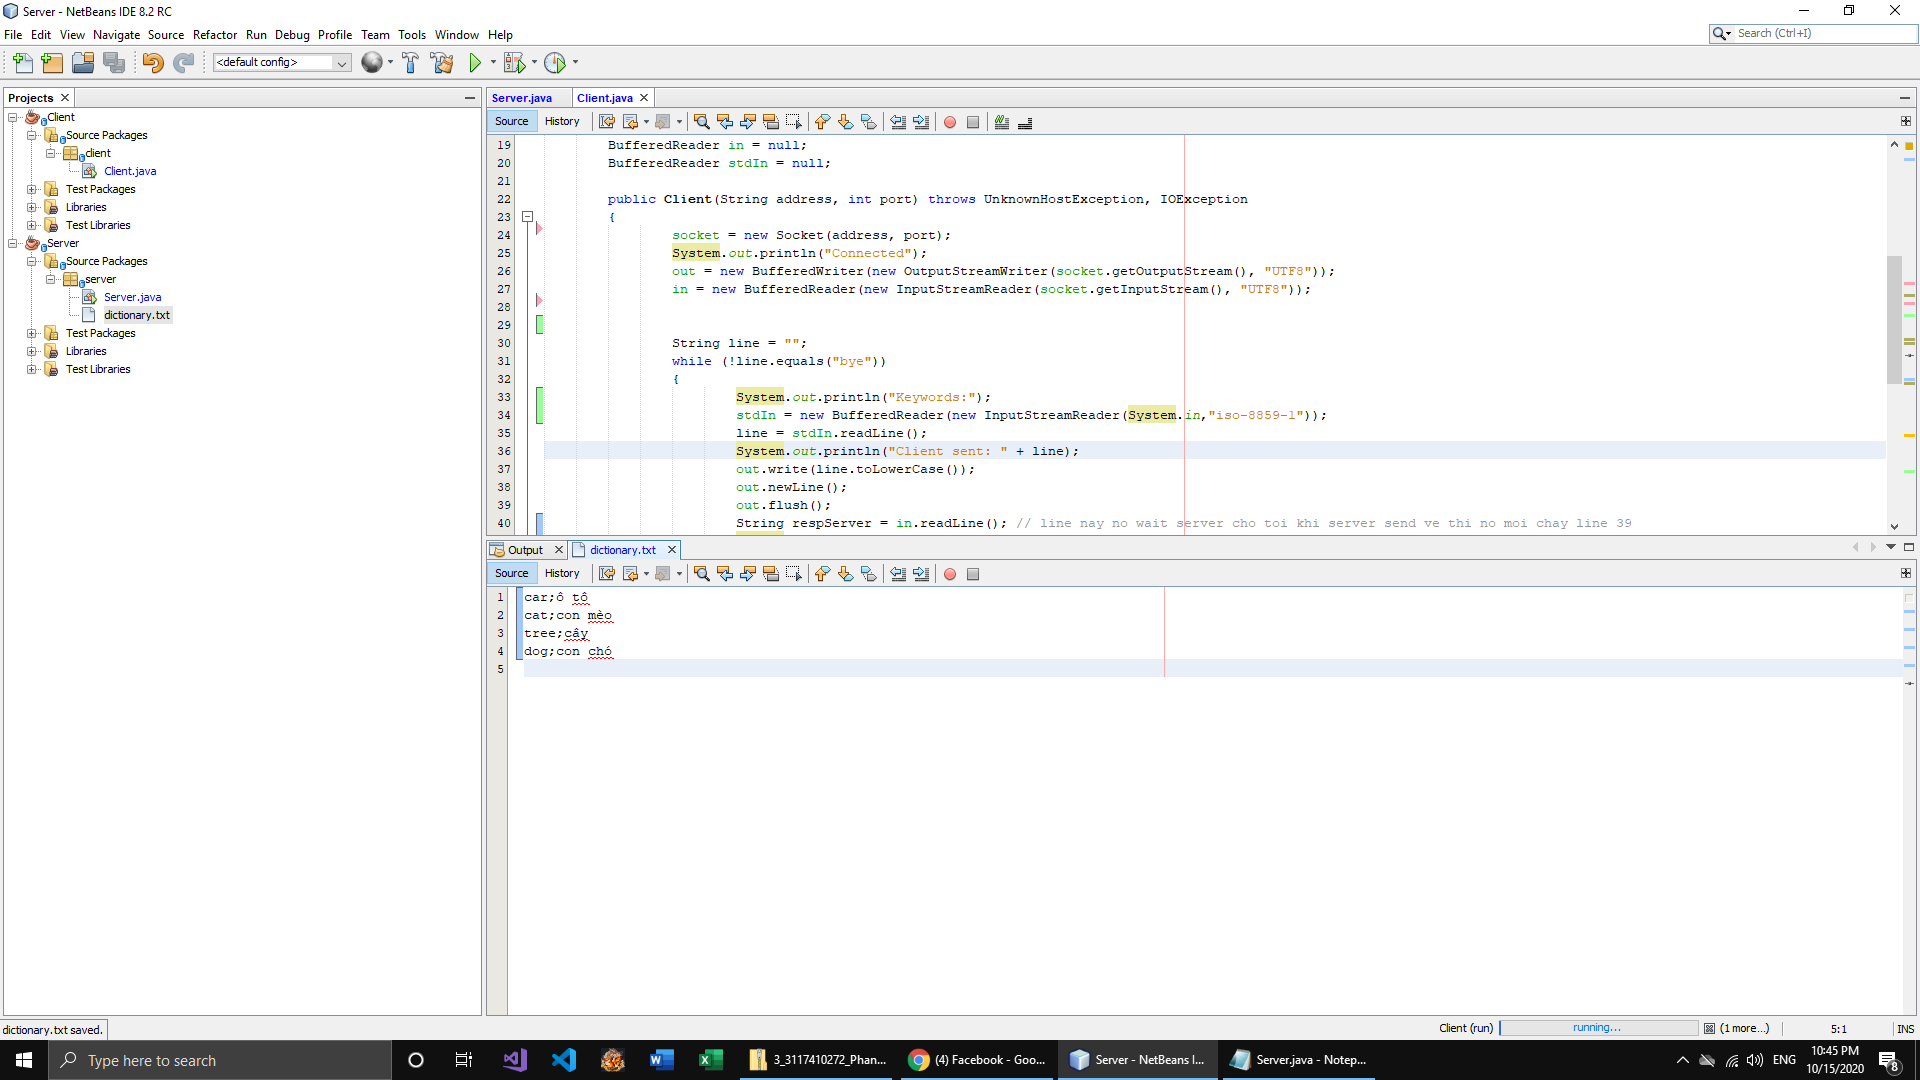 Server - NetBeans IDE 8.2 RC
File Edit View Navigate Source Refactor Run Debug Profile Team Tools Window Help
Search (Ctrl+I)
<default config>
Projects
Client
Source Packages
client
Client.java
Test Packages
Libraries
Test Libraries
Server
Source Packages
server
Server.java
dictionary.txt
Test Packages
Libraries
Test Libraries
Server.java Client.java
Source History
19 BufferedReader in = null;
20 BufferedReader stdIn = null;
21
22 public Client(String address, int port) throws UnknownHostException, IOException
23 {
24 socket = new Socket(address, port);
25 System.out.println("Connected");
26 out = new BufferedWriter(new OutputStreamWriter(socket.getOutputStream(), "UTF8"));
27 in = new BufferedReader(new InputStreamReader(socket.getInputStream(), "UTF8"));
28
29
30 String line = "";
31 while (!line.equals("bye"))
32 {
33 System.out.println("Keywords:");
34 stdIn = new BufferedReader(new InputStreamReader(System.in,"iso-8859-1"));
35 line = stdIn.readLine();
36 System.out.println("Client sent: " + line);
37 out.write(line.toLowerCase());
38 out.newLine();
39 out.flush();
40 String respServer = in.readLine(); // line nay no wait server cho toi khi server send ve thi no moi chay line 39
Output dictionary.txt
Source History
1 car;ô tô
2 cat;con mèo
3 tree;cây
4 dog;con chó
5
dictionary.txt saved.
Client (run) running... (1 more...) 5:1 INS
Type here to search
3_3117410272_Phan...
(4) Facebook - Goo...
Server - NetBeans I...
Server.java - Notep...
ENG
10:45 PM
10/15/2020
8